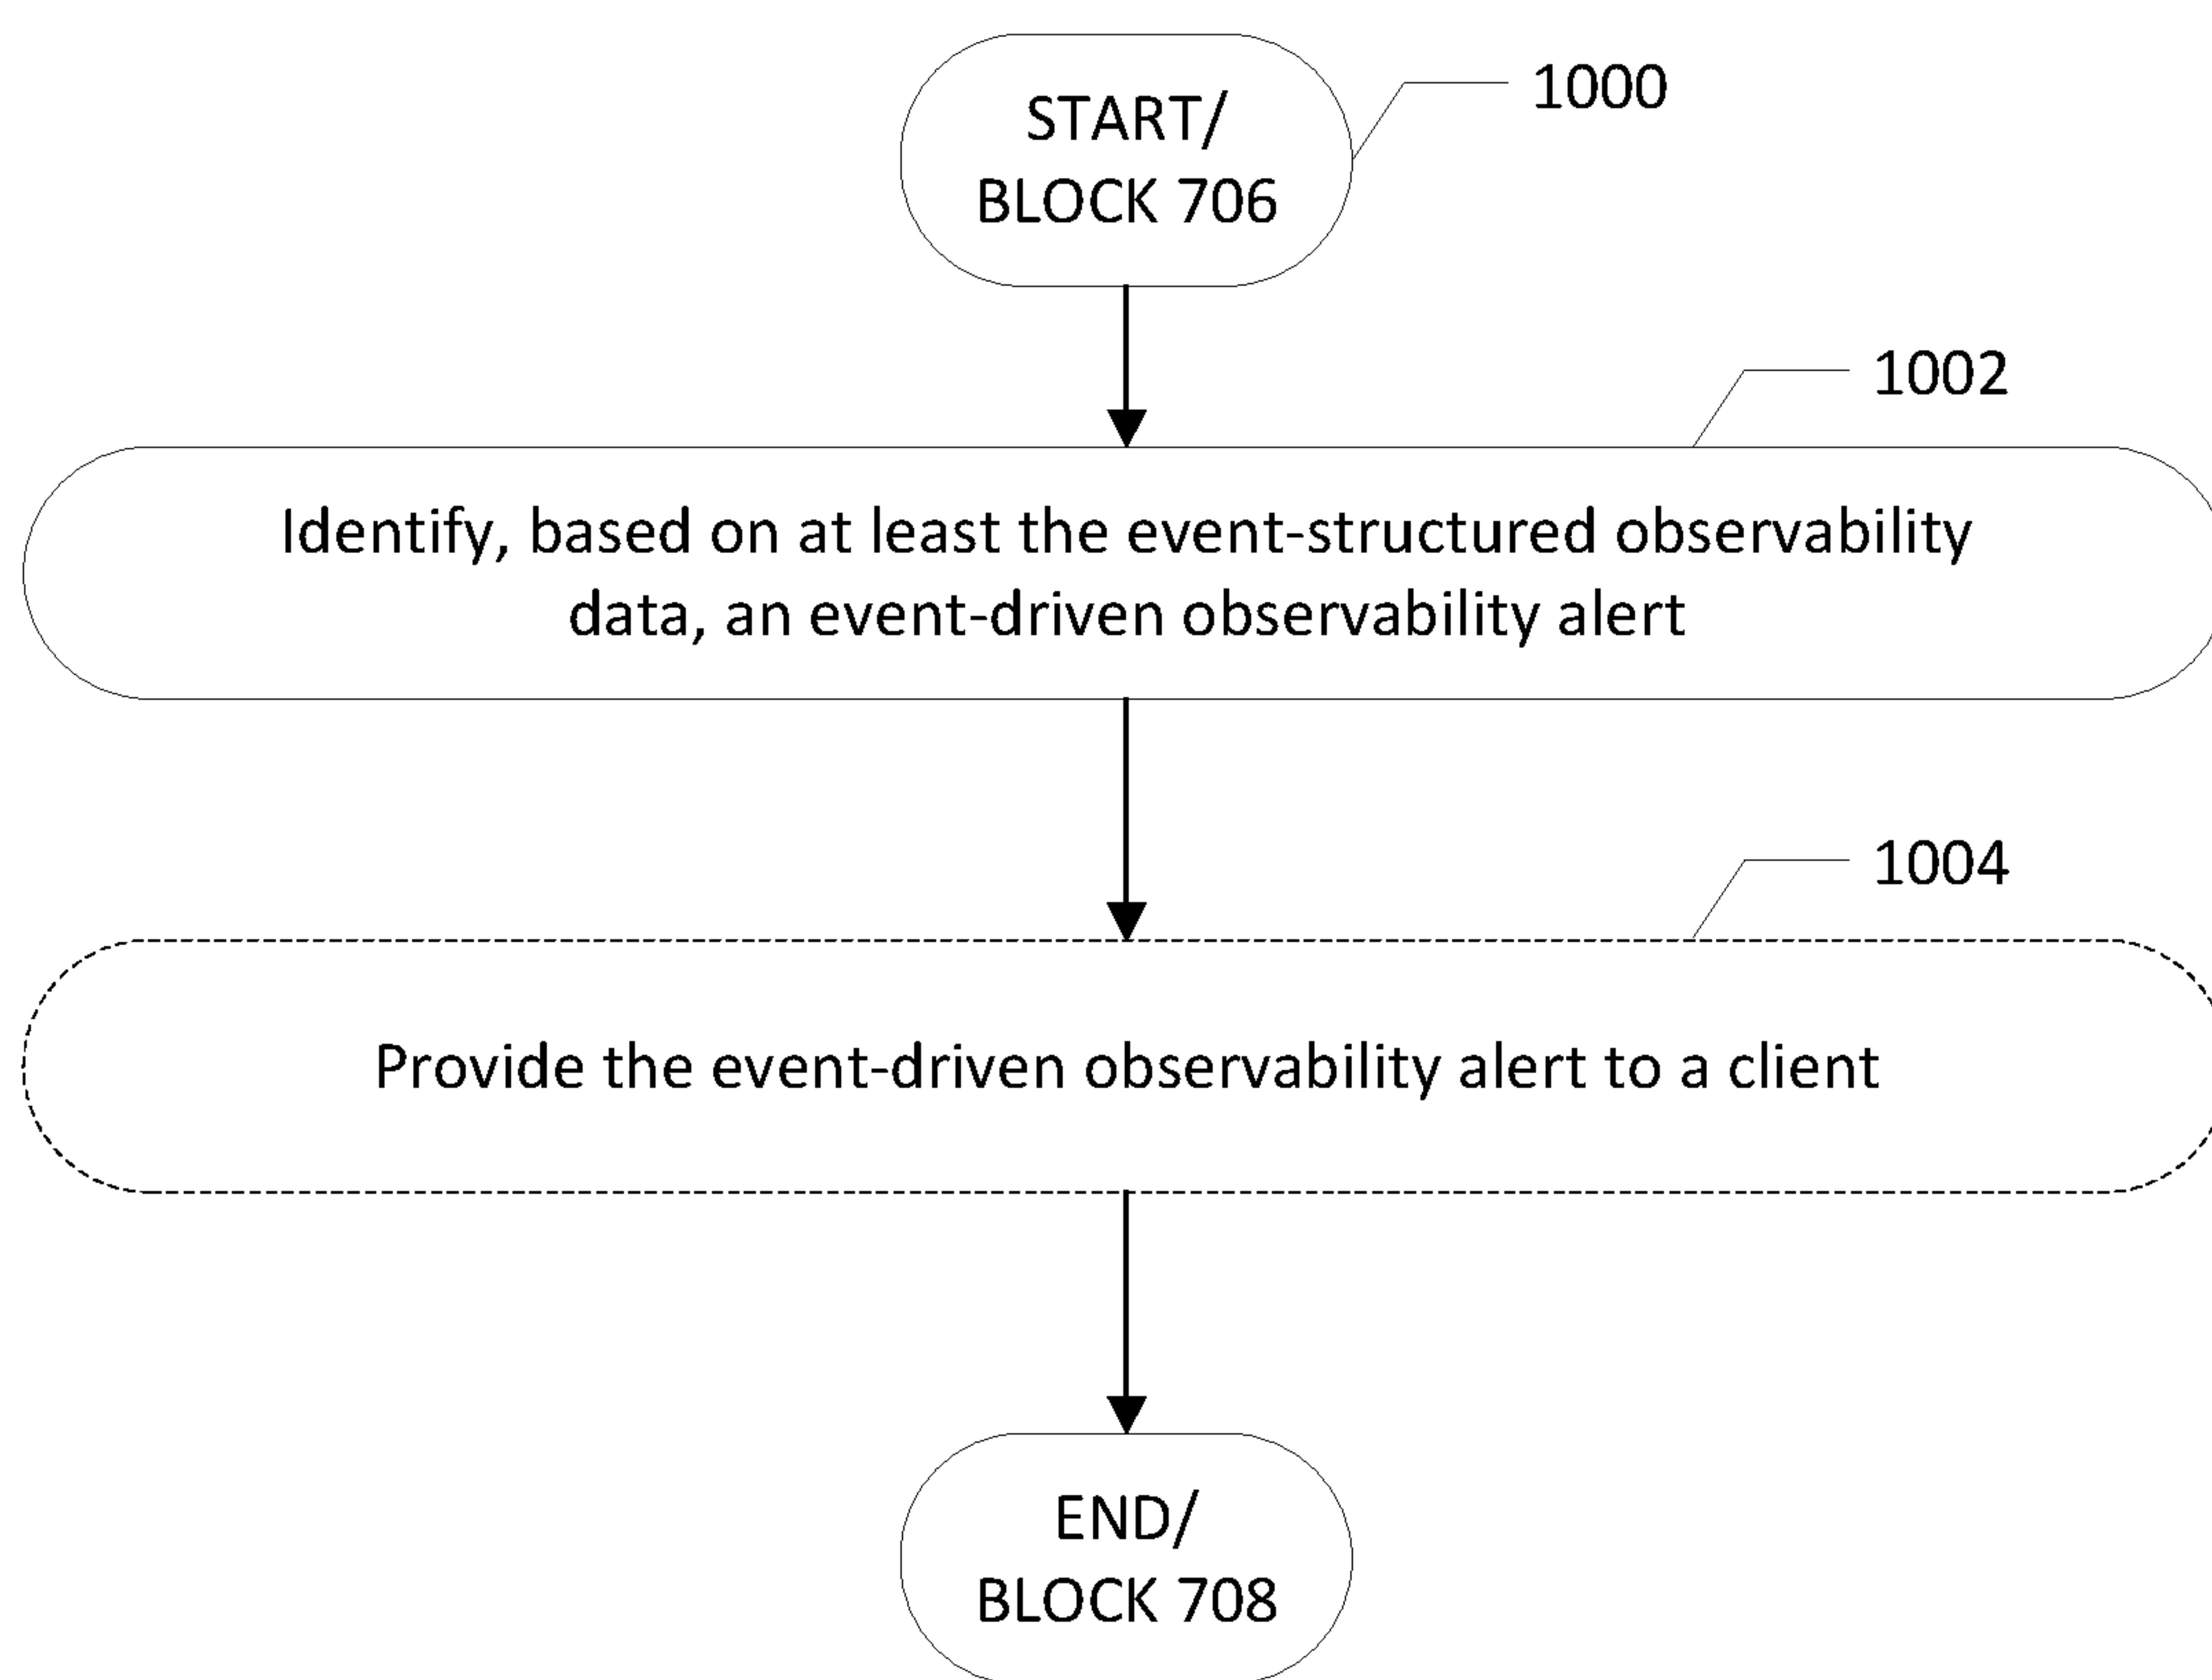 START/
BLOCK 706
1000
1002
Identify, based on at least the event-structured observability
data, an event-driven observability alert
1004
Provide the event-driven observability alert to a client
END/
BLOCK 708